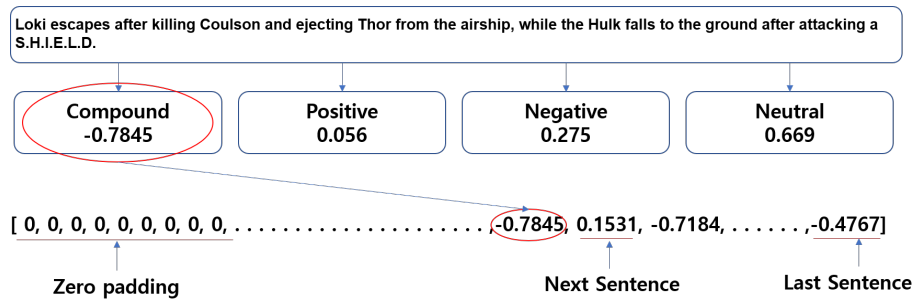 Loki escapes after killing Coulson and ejecting Thor from the airship, while the Hulk falls to the ground after attacking a
S.H.I.E.L.D.
Compound Positive Negative Neutral
-0.7845 0.056 0.275 0.669
[ 0, 0, 0, 0, 0, 0, 0, 0, 0, . . . . . . . . . . . . . . . . . . . . . . ,-0.7845, 0.1531, -0.7184, . . . . . . ,-0.4767]
Zero padding Next Sentence Last Sentence